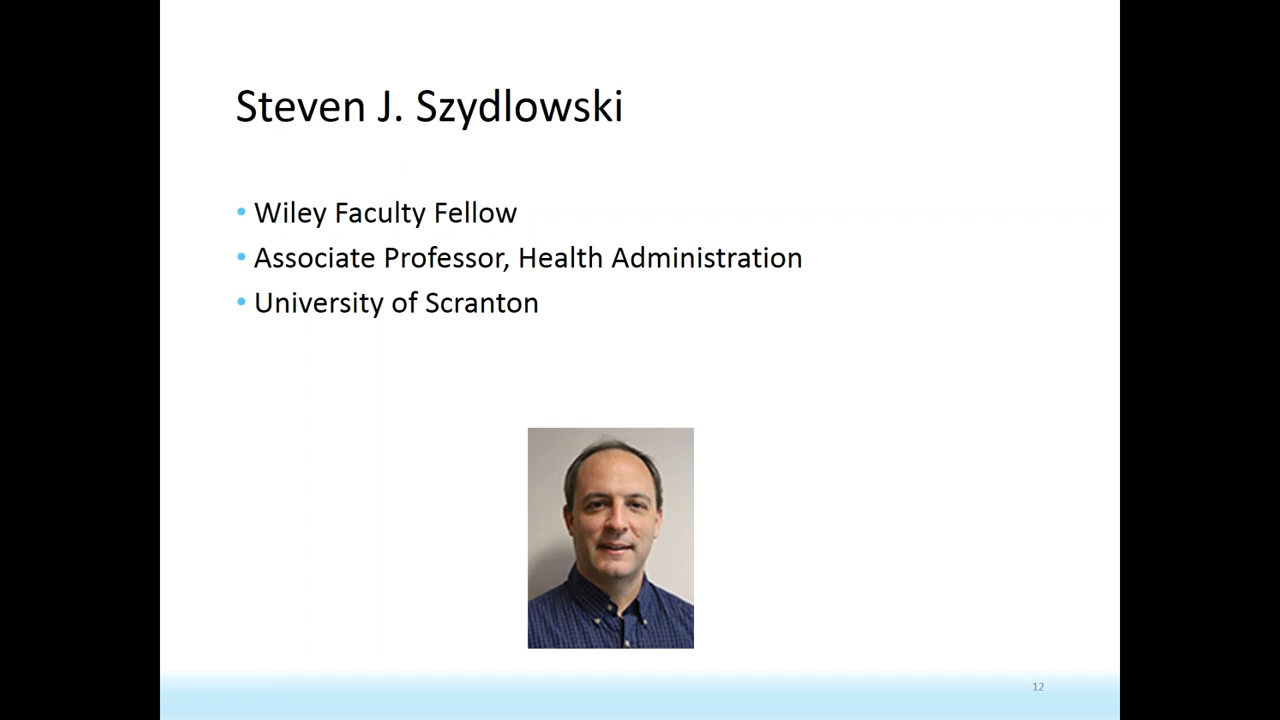 Steven J. Szydlowski
• Wiley Faculty Fellow
• Associate Professor, Health Administration
• University of Scranton
12